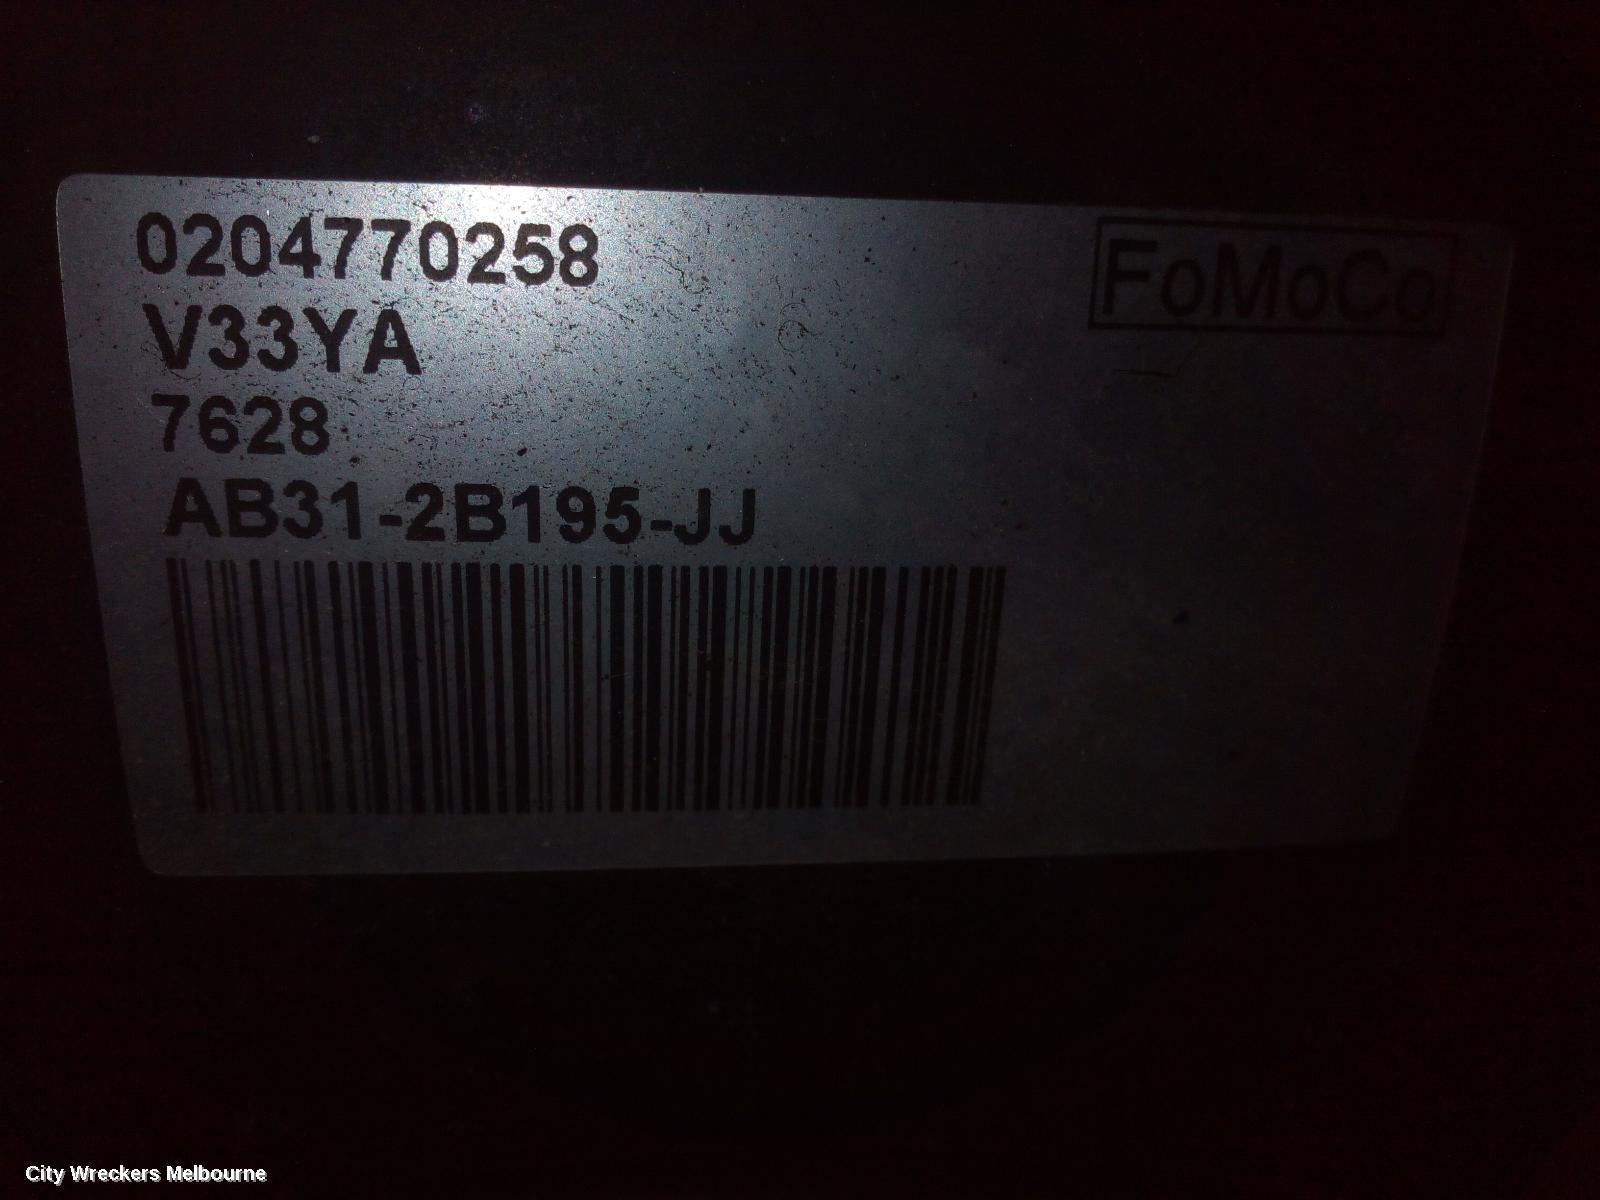 0204770258
FoMoCo
V33YA
7628
AB31-2B195-JJ
City Wreckers Melbourne